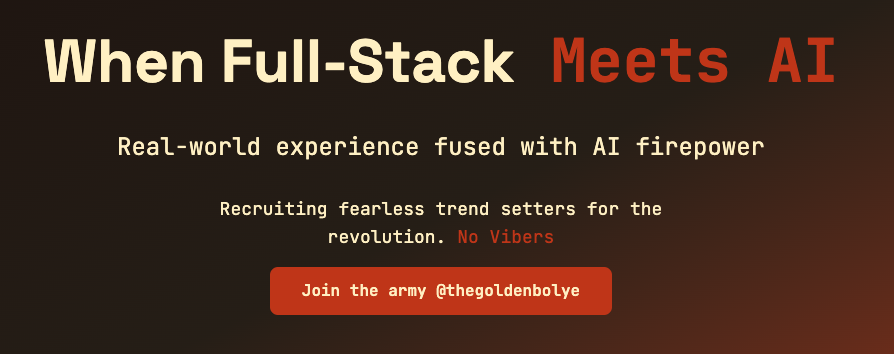 When Full-Stack Meets AI
Real-world experience fused with AI firepower
Recruiting fearless trend setters for the
revolution. No Vibers
Join the army @thegoldenbolye